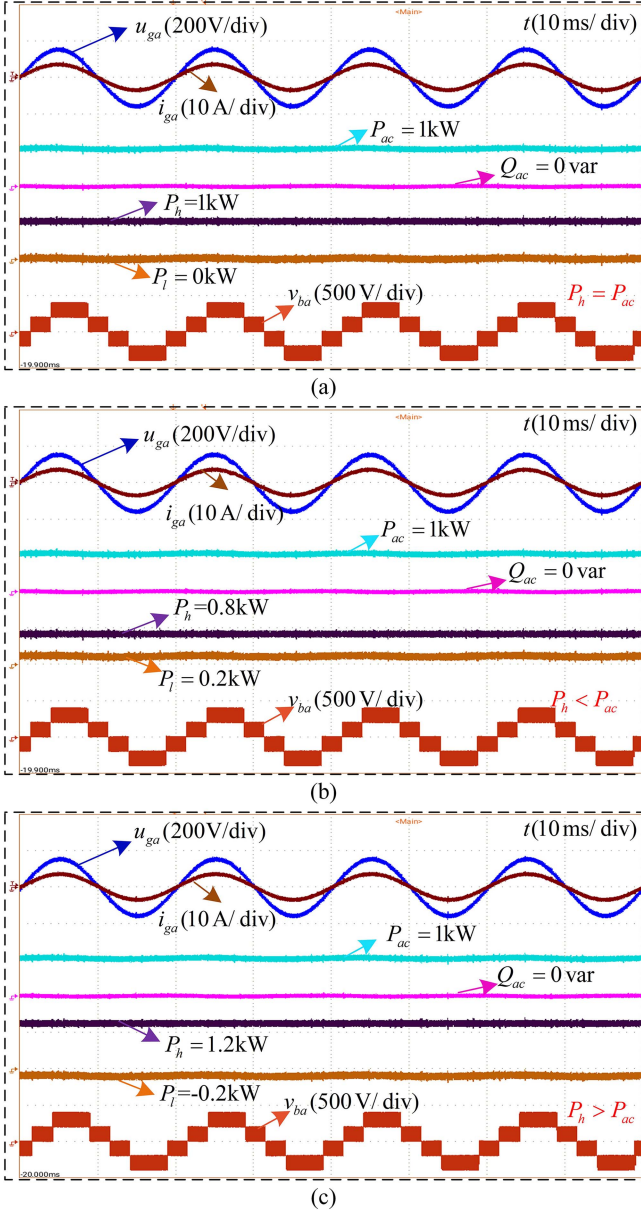 <Main>
u_ga (200V/div)
t(10 ms/ div)
i_ga (10 A/ div)
P_ac = 1kW
Q_ac = 0 var
P_h =1kW
P_l = 0kW
v_ba (500 V/ div)
P_h = P_ac
-19.900ms
(a)
<Main>
u_ga (200V/div)
t(10 ms/ div)
i_ga (10 A/ div)
P_ac = 1kW
Q_ac = 0 var
P_h =0.8kW
P_l = 0.2kW
v_ba (500 V/ div)
P_h < P_ac
-19.900ms
(b)
<Main>
u_ga (200V/div)
t(10 ms/ div)
i_ga (10 A/ div)
P_ac = 1kW
Q_ac = 0 var
P_h = 1.2kW
P_l =-0.2kW
v_ba (500 V/ div)
P_h > P_ac
-20.000ms
(c)